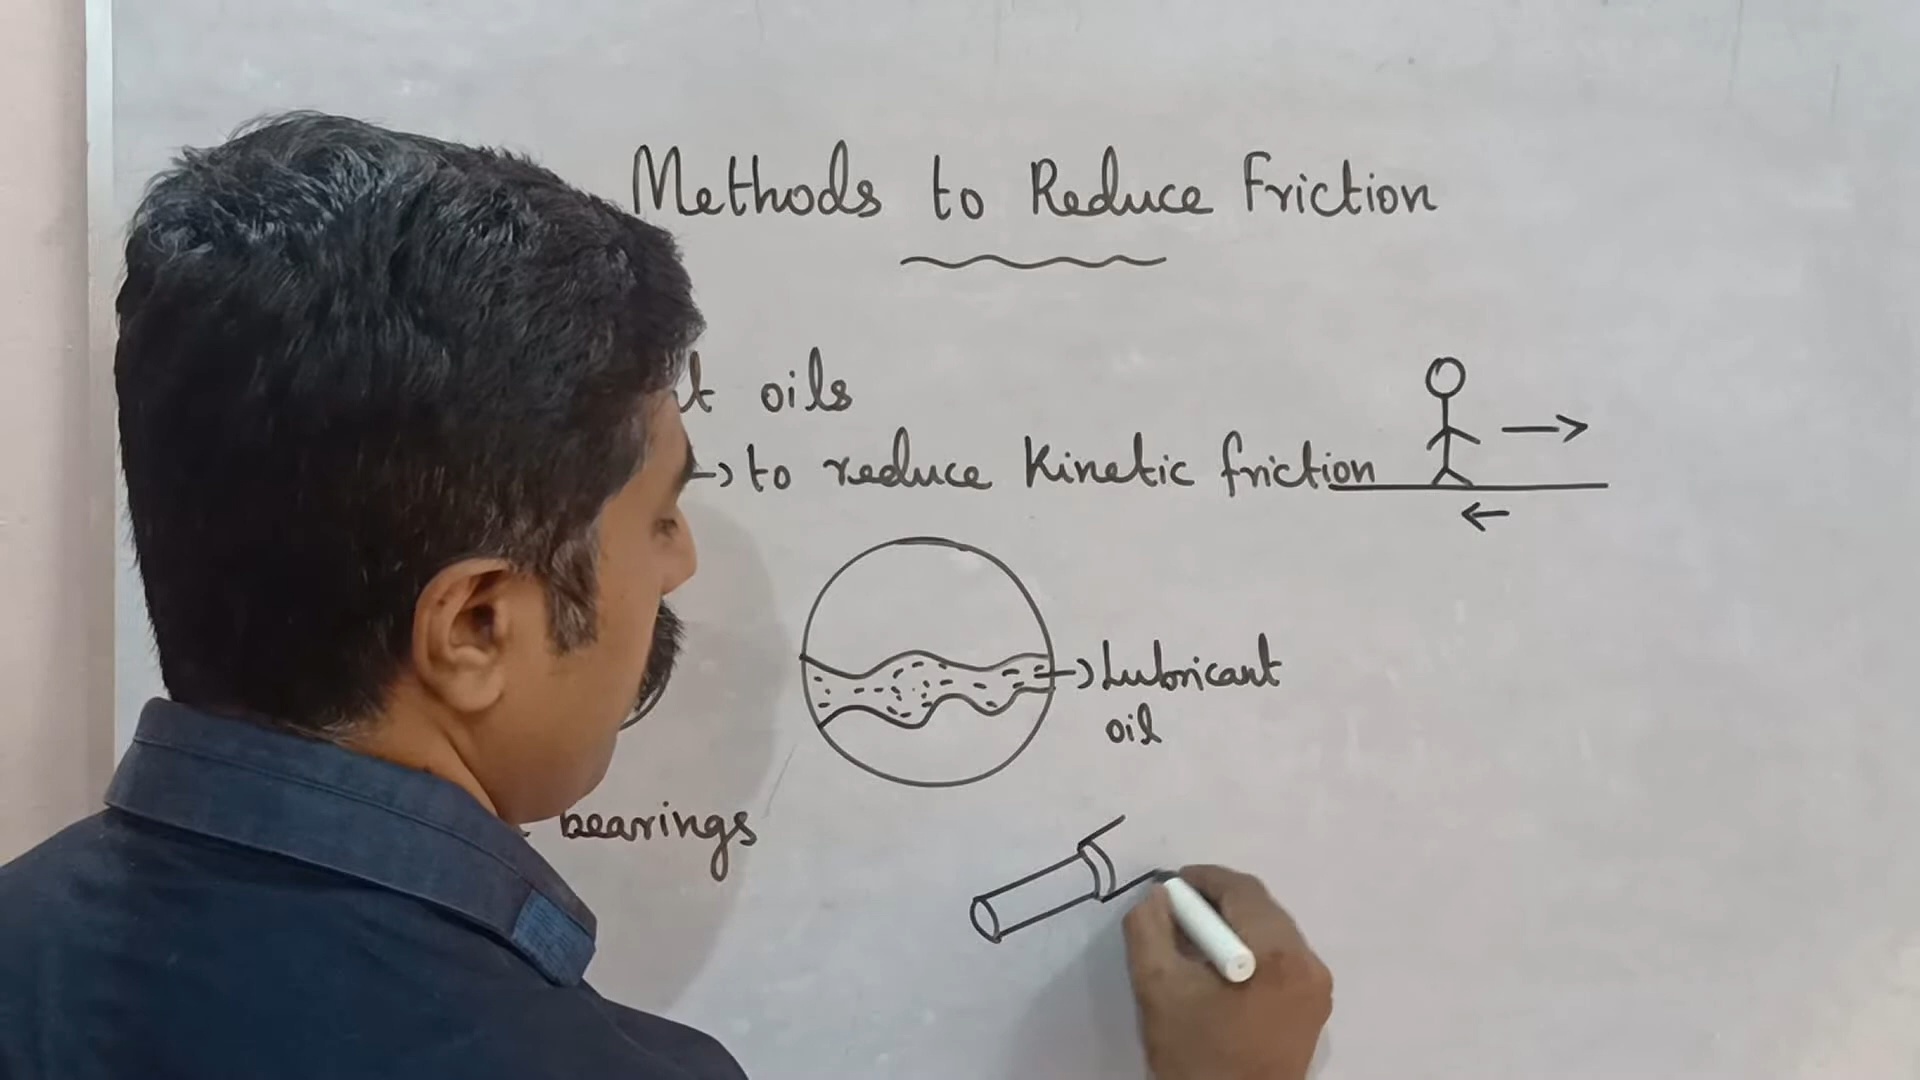 Methods to Reduce Friction
oils
to reduce Kinetic friction
Lubricant
oil
bearings